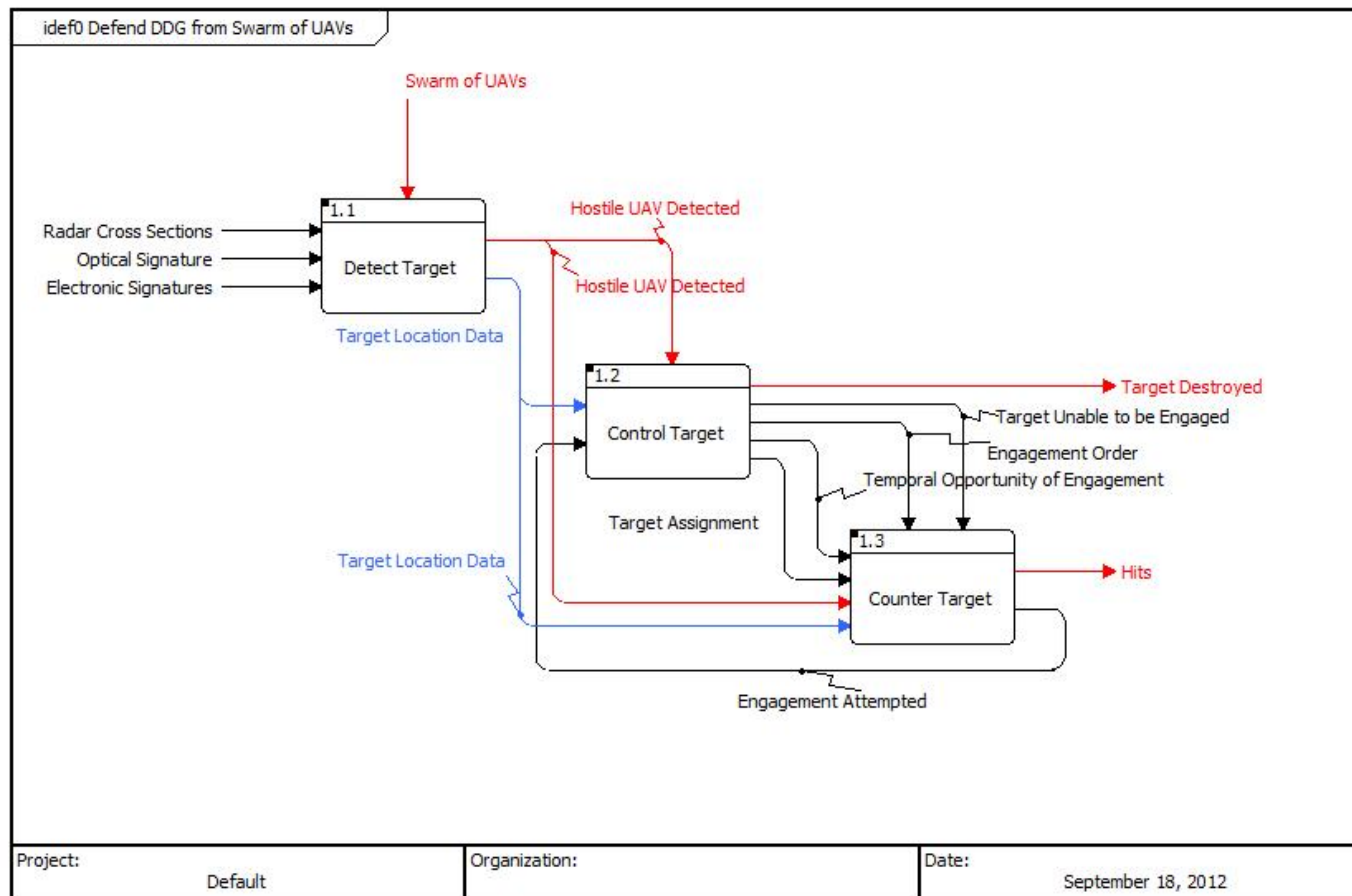 idef0 Defend DDG from Swarm of UAVs
Swarm of UAVs
1.1
Detect Target
Radar Cross Sections
Optical Signature
Electronic Signatures
Hostile UAV Detected
Hostile UAV Detected
Target Location Data
1.2
Control Target
Target Destroyed
Target Unable to be Engaged
Engagement Order
Temporal Opportunity of Engagement
Target Assignment
Target Location Data
1.3
Counter Target
Hits
Engagement Attempted
Project:
Default
Organization:
Date:
September 18, 2012